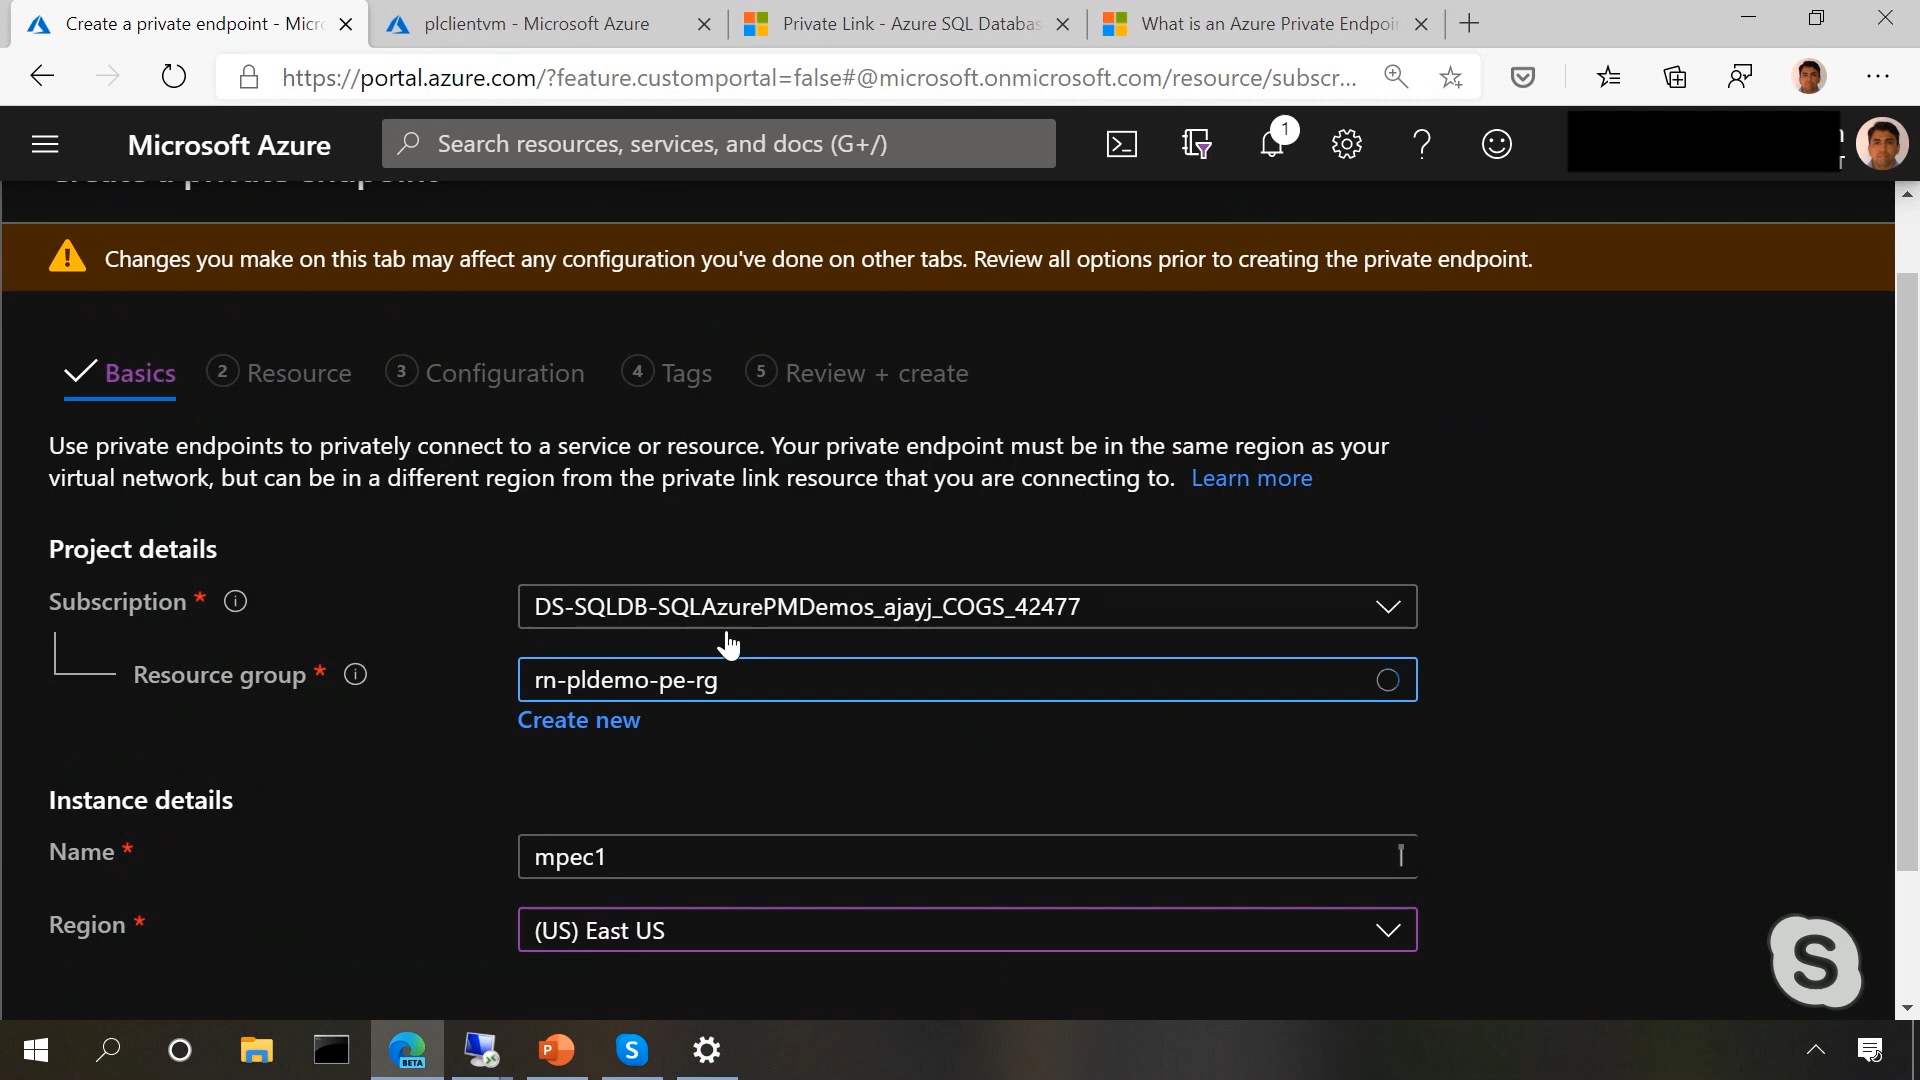 Create a private endpoint - Micr
plclientvm - Microsoft Azure
Private Link - Azure SQL Databas
What is an Azure Private Endpoi
https://portal.azure.com/?feature.customportal=false#@microsoft.onmicrosoft.com/resource/subscr...
Microsoft Azure
Search resources, services, and docs (G+/)
1
Create a private endpoint
Changes you make on this tab may affect any configuration you've done on other tabs. Review all options prior to creating the private endpoint.
Basics
2 Resource
3 Configuration
4 Tags
5 Review + create
Use private endpoints to privately connect to a service or resource. Your private endpoint must be in the same region as your
virtual network, but can be in a different region from the private link resource that you are connecting to. Learn more
Project details
Subscription *
DS-SQLDB-SQLAzurePMDemos_ajayj_COGS_42477
Resource group *
rn-pldemo-pe-rg
Create new
Instance details
Name *
mpec1
Region *
(US) East US
S
BETA
P
S